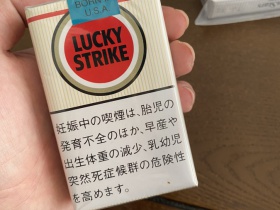 BORN
U.S.A
LUCKY
STRIKE
妊娠中の喫煙は、胎児の
発育不全のほか、早産や
出生体重の減少、乳幼児
突然死症候群の危険性
を高めます。